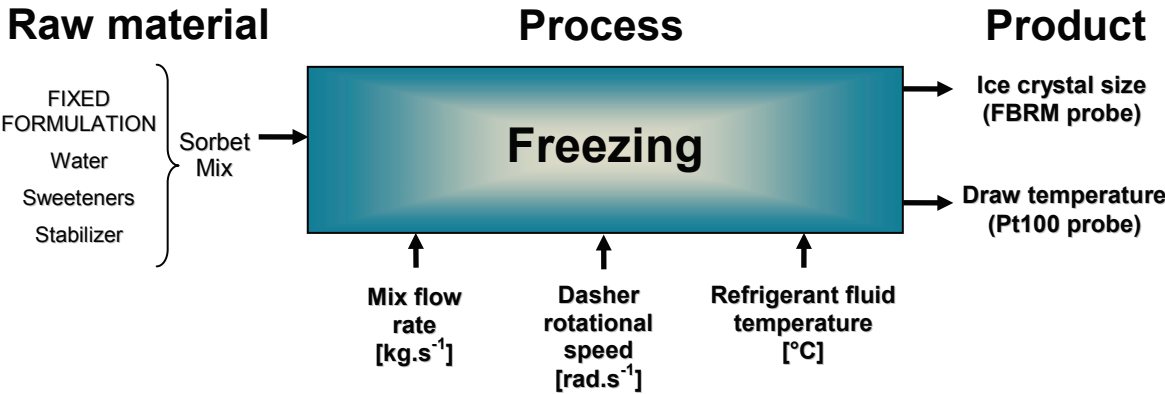 Raw material
Process
Product
FIXED
FORMULATION
Water
Sweeteners
Stabilizer
Sorbet
Mix
Freezing
Ice crystal size
(FBRM probe)
Draw temperature
(Pt100 probe)
Mix flow
rate
[kg.s⁻¹]
Dasher
rotational
speed
[rad.s⁻¹]
Refrigerant fluid
temperature
[°C]